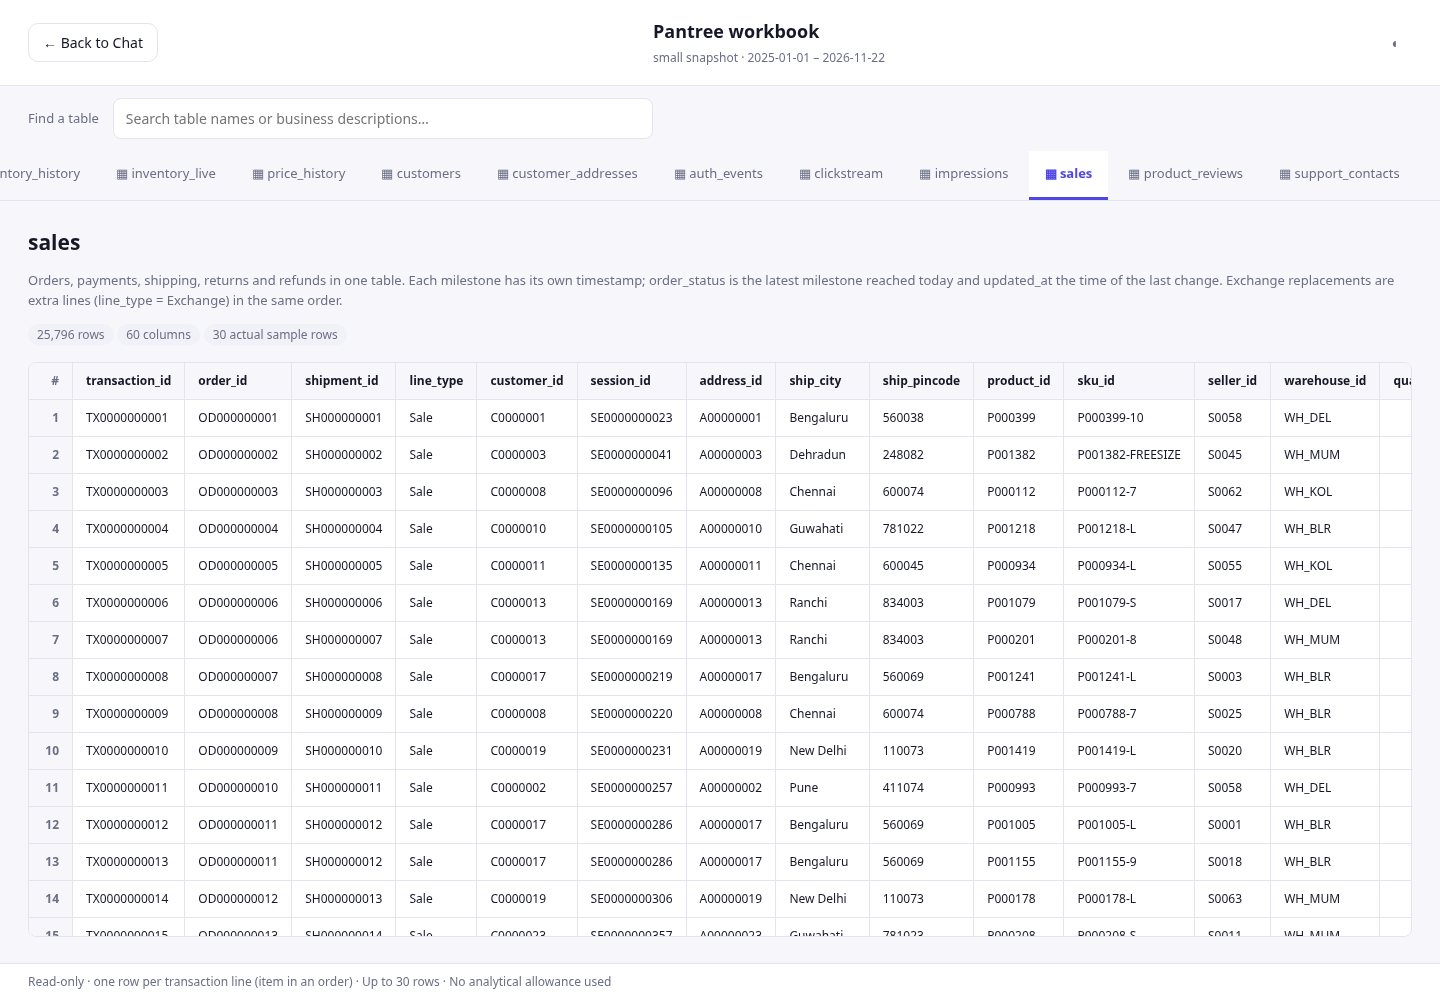 ← Back to Chat
Pantree workbook
small snapshot · 2025-01-01 – 2026-11-22
Find a table
Search table names or business descriptions...
ntory_history inventory_live price_history customers customer_addresses auth_events clickstream impressions sales product_reviews support_contacts
sales
Orders, payments, shipping, returns and refunds in one table. Each milestone has its own timestamp; order_status is the latest milestone reached today and updated_at the time of the last change. Exchange replacements are
extra lines (line_type = Exchange) in the same order.
25,796 rows 60 columns 30 actual sample rows
# transaction_id order_id shipment_id line_type customer_id session_id address_id ship_city ship_pincode product_id sku_id seller_id warehouse_id qua
1 TX0000000001 OD000000001 SH000000001 Sale C0000001 SE0000000023 A00000001 Bengaluru 560038 P000399 P000399-10 S0058 WH_DEL
2 TX0000000002 OD000000002 SH000000002 Sale C0000003 SE0000000041 A00000003 Dehradun 248082 P001382 P001382-FREESIZE S0045 WH_MUM
3 TX0000000003 OD000000003 SH000000003 Sale C0000008 SE0000000096 A00000008 Chennai 600074 P000112 P000112-7 S0062 WH_KOL
4 TX0000000004 OD000000004 SH000000004 Sale C0000010 SE0000000105 A00000010 Guwahati 781022 P001218 P001218-L S0047 WH_BLR
5 TX0000000005 OD000000005 SH000000005 Sale C0000011 SE0000000135 A00000011 Chennai 600045 P000934 P000934-L S0055 WH_KOL
6 TX0000000006 OD000000006 SH000000006 Sale C0000013 SE0000000169 A00000013 Ranchi 834003 P001079 P001079-S S0017 WH_DEL
7 TX0000000007 OD000000006 SH000000007 Sale C0000013 SE0000000169 A00000013 Ranchi 834003 P000201 P000201-8 S0048 WH_MUM
8 TX0000000008 OD000000007 SH000000008 Sale C0000017 SE0000000219 A00000017 Bengaluru 560069 P001241 P001241-L S0003 WH_BLR
9 TX0000000009 OD000000008 SH000000009 Sale C0000008 SE0000000220 A00000008 Chennai 600074 P000788 P000788-7 S0025 WH_BLR
10 TX0000000010 OD000000009 SH000000010 Sale C0000019 SE0000000231 A00000019 New Delhi 110073 P001419 P001419-L S0020 WH_BLR
11 TX0000000011 OD000000010 SH000000011 Sale C0000002 SE0000000257 A00000002 Pune 411074 P000993 P000993-7 S0058 WH_DEL
12 TX0000000012 OD000000011 SH000000012 Sale C0000017 SE0000000286 A00000017 Bengaluru 560069 P001005 P001005-L S0001 WH_BLR
13 TX0000000013 OD000000011 SH000000012 Sale C0000017 SE0000000286 A00000017 Bengaluru 560069 P001155 P001155-9 S0018 WH_BLR
14 TX0000000014 OD000000012 SH000000013 Sale C0000019 SE0000000306 A00000019 New Delhi 110073 P000178 P000178-L S0063 WH_MUM
15 TX0000000015 OD000000013 SH000000014 Sale C0000023 SE0000000357 A00000023 Guwahati 781023 P000208 P000208-S S0011 WH_MUM
Read-only · one row per transaction line (item in an order) · Up to 30 rows · No analytical allowance used